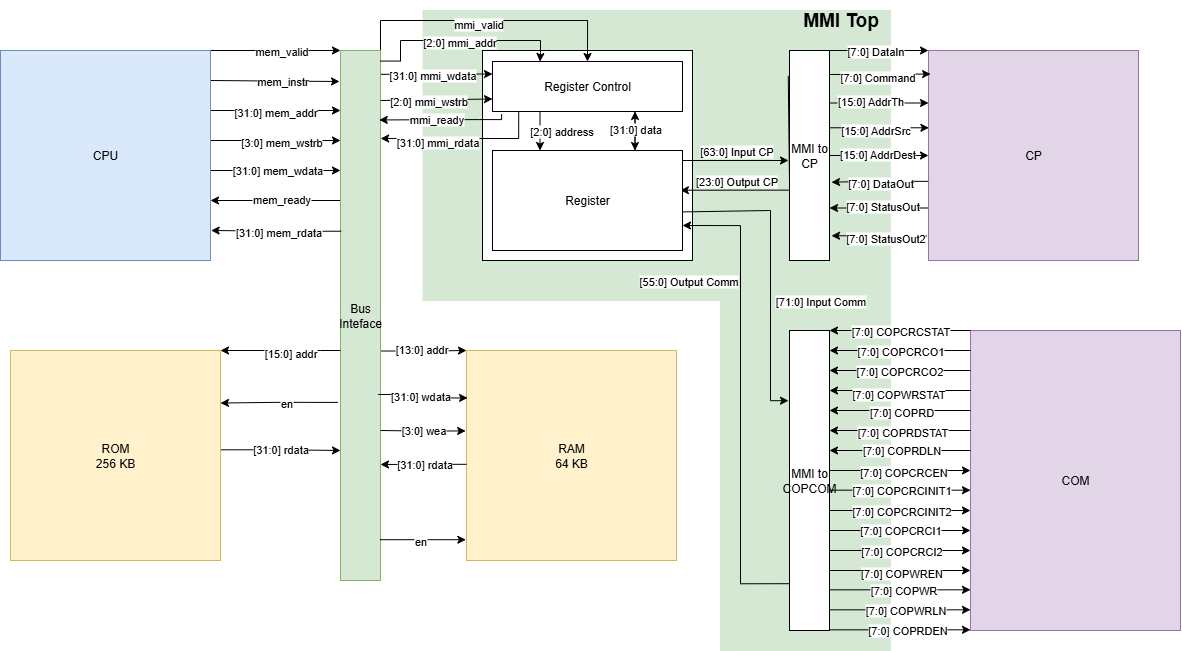 MMI Top
mmi_valid
[2:0] mmi_addr
[31:0] mmi_wdata
[2:0] mmi_wstrb
mmi_ready
[31:0] mmi_rdata
mem_valid
mem_instr
[31:0] mem_addr
[3:0] mem_wstrb
[31:0] mem_wdata
mem_ready
[31:0] mem_rdata
CPU
Register Control
[2:0] address
[31:0] data
Register
[63:0] Input CP
[23:0] Output CP
MMI to
CP
[7:0] DataIn
[7:0] Command
[15:0] AddrTh
[15:0] AddrSrc
[15:0] AddrDest
[7:0] DataOut
[7:0] StatusOut
[7:0] StatusOut2
CP
[55:0] Output Comm
[71:0] Input Comm
Bus
Inteface
[15:0] addr
en
[31:0] rdata
ROM
256 KB
[13:0] addr
[31:0] wdata
[3:0] wea
[31:0] rdata
en
RAM
64 KB
MMI to
COPCOM
[7:0] COPCRCSTAT
[7:0] COPCRCO1
[7:0] COPCRCO2
[7:0] COPWRSTAT
[7:0] COPRD
[7:0] COPRDSTAT
[7:0] COPRDLN
[7:0] COPCRCEN
[7:0] COPCRCINIT1
[7:0] COPCRCINIT2
[7:0] COPCRCI1
[7:0] COPCRCI2
[7:0] COPWREN
[7:0] COPWR
[7:0] COPWRLN
[7:0] COPRDEN
COM